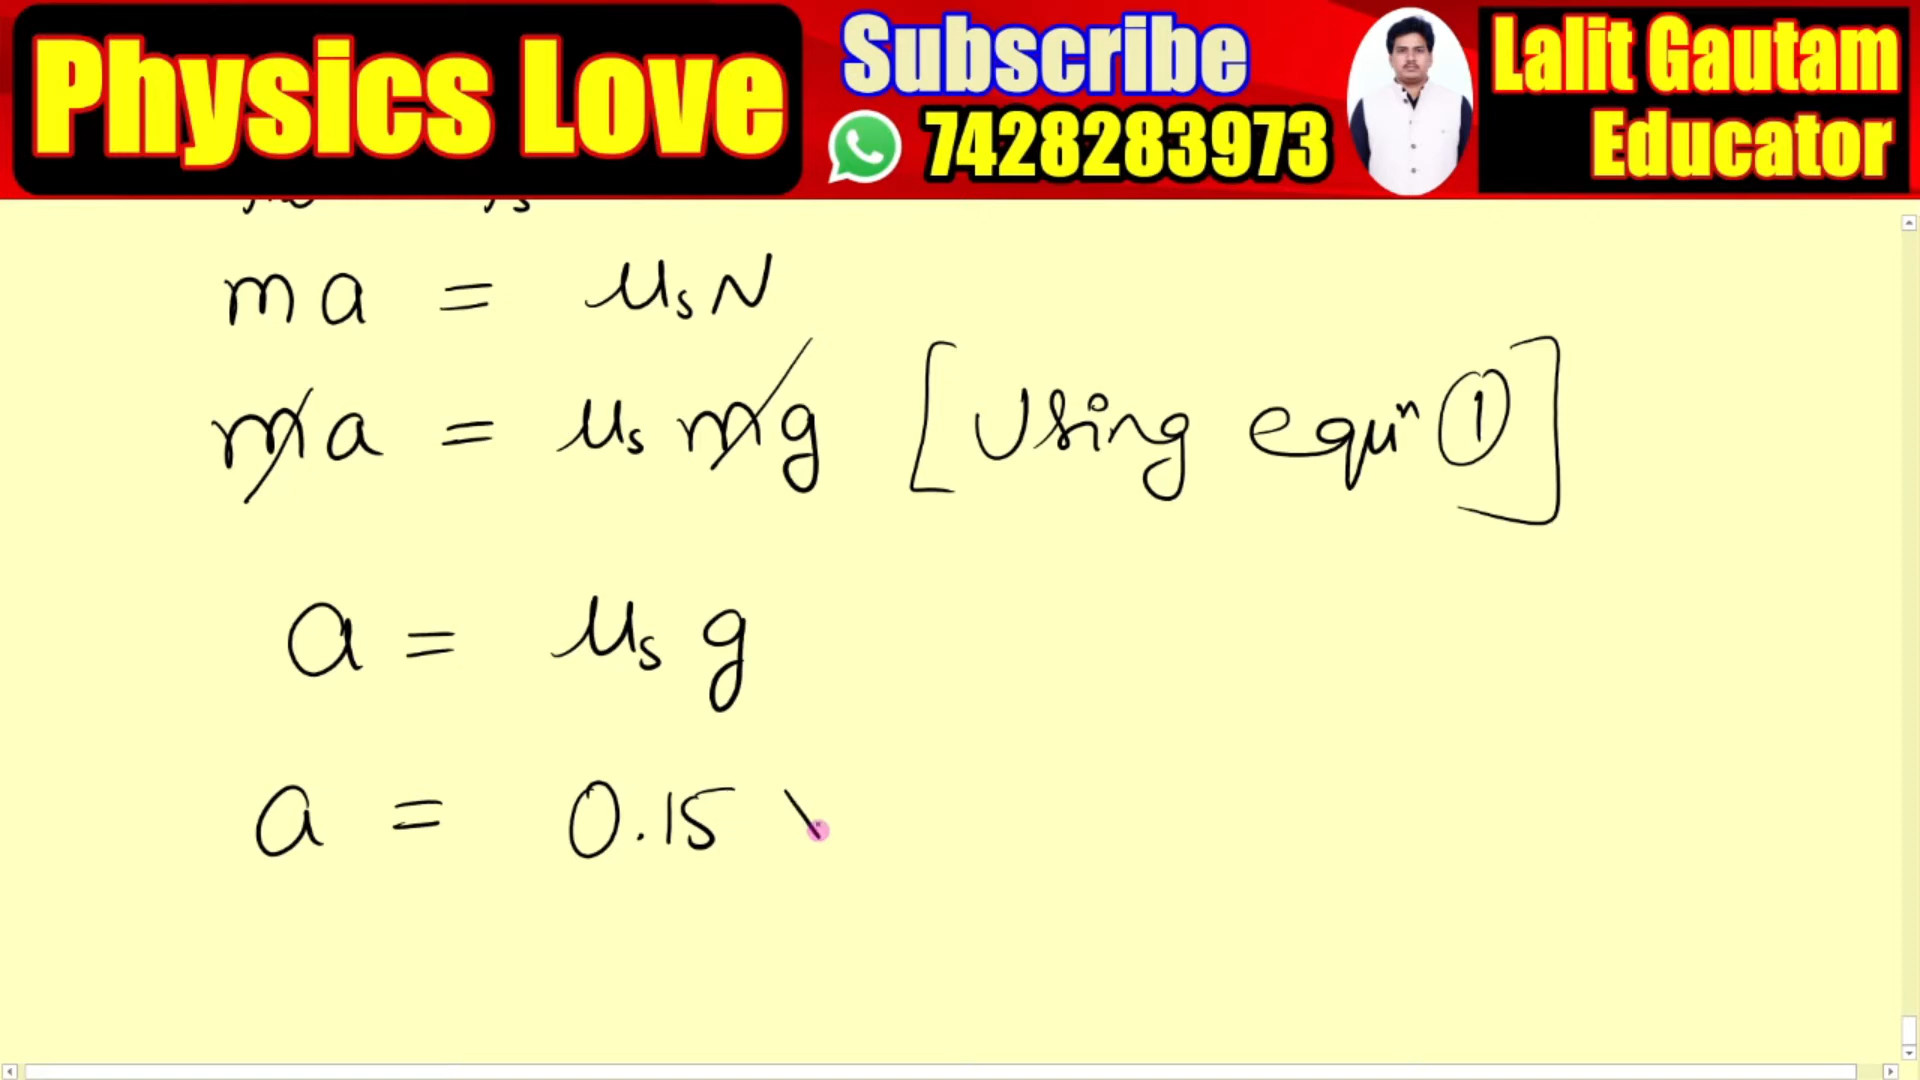 Physics Love
Subscribe
7428283973
Lalit Gautam
Educator
ma = μsN
ma = μs mg [Using equⁿ ①]
a = μs g
a = 0.15